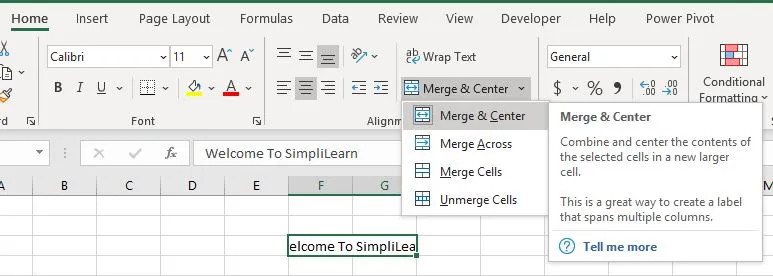 Home Insert Page Layout Formulas Data Review View Developer Help Power Pivot
Calibri 11 A A Wrap Text General
B I U A Merge & Center $ % Conditional
Formatting
Font Alignm
Merge & Center
Merge Across
Merge Cells
Unmerge Cells
Merge & Center
Combine and center the contents of
the selected cells in a new larger
cell.
This is a great way to create a label
that spans multiple columns.
Tell me more
fx Welcome To SimpliLearn
A B C D E F G M
elcome To SimpliLea